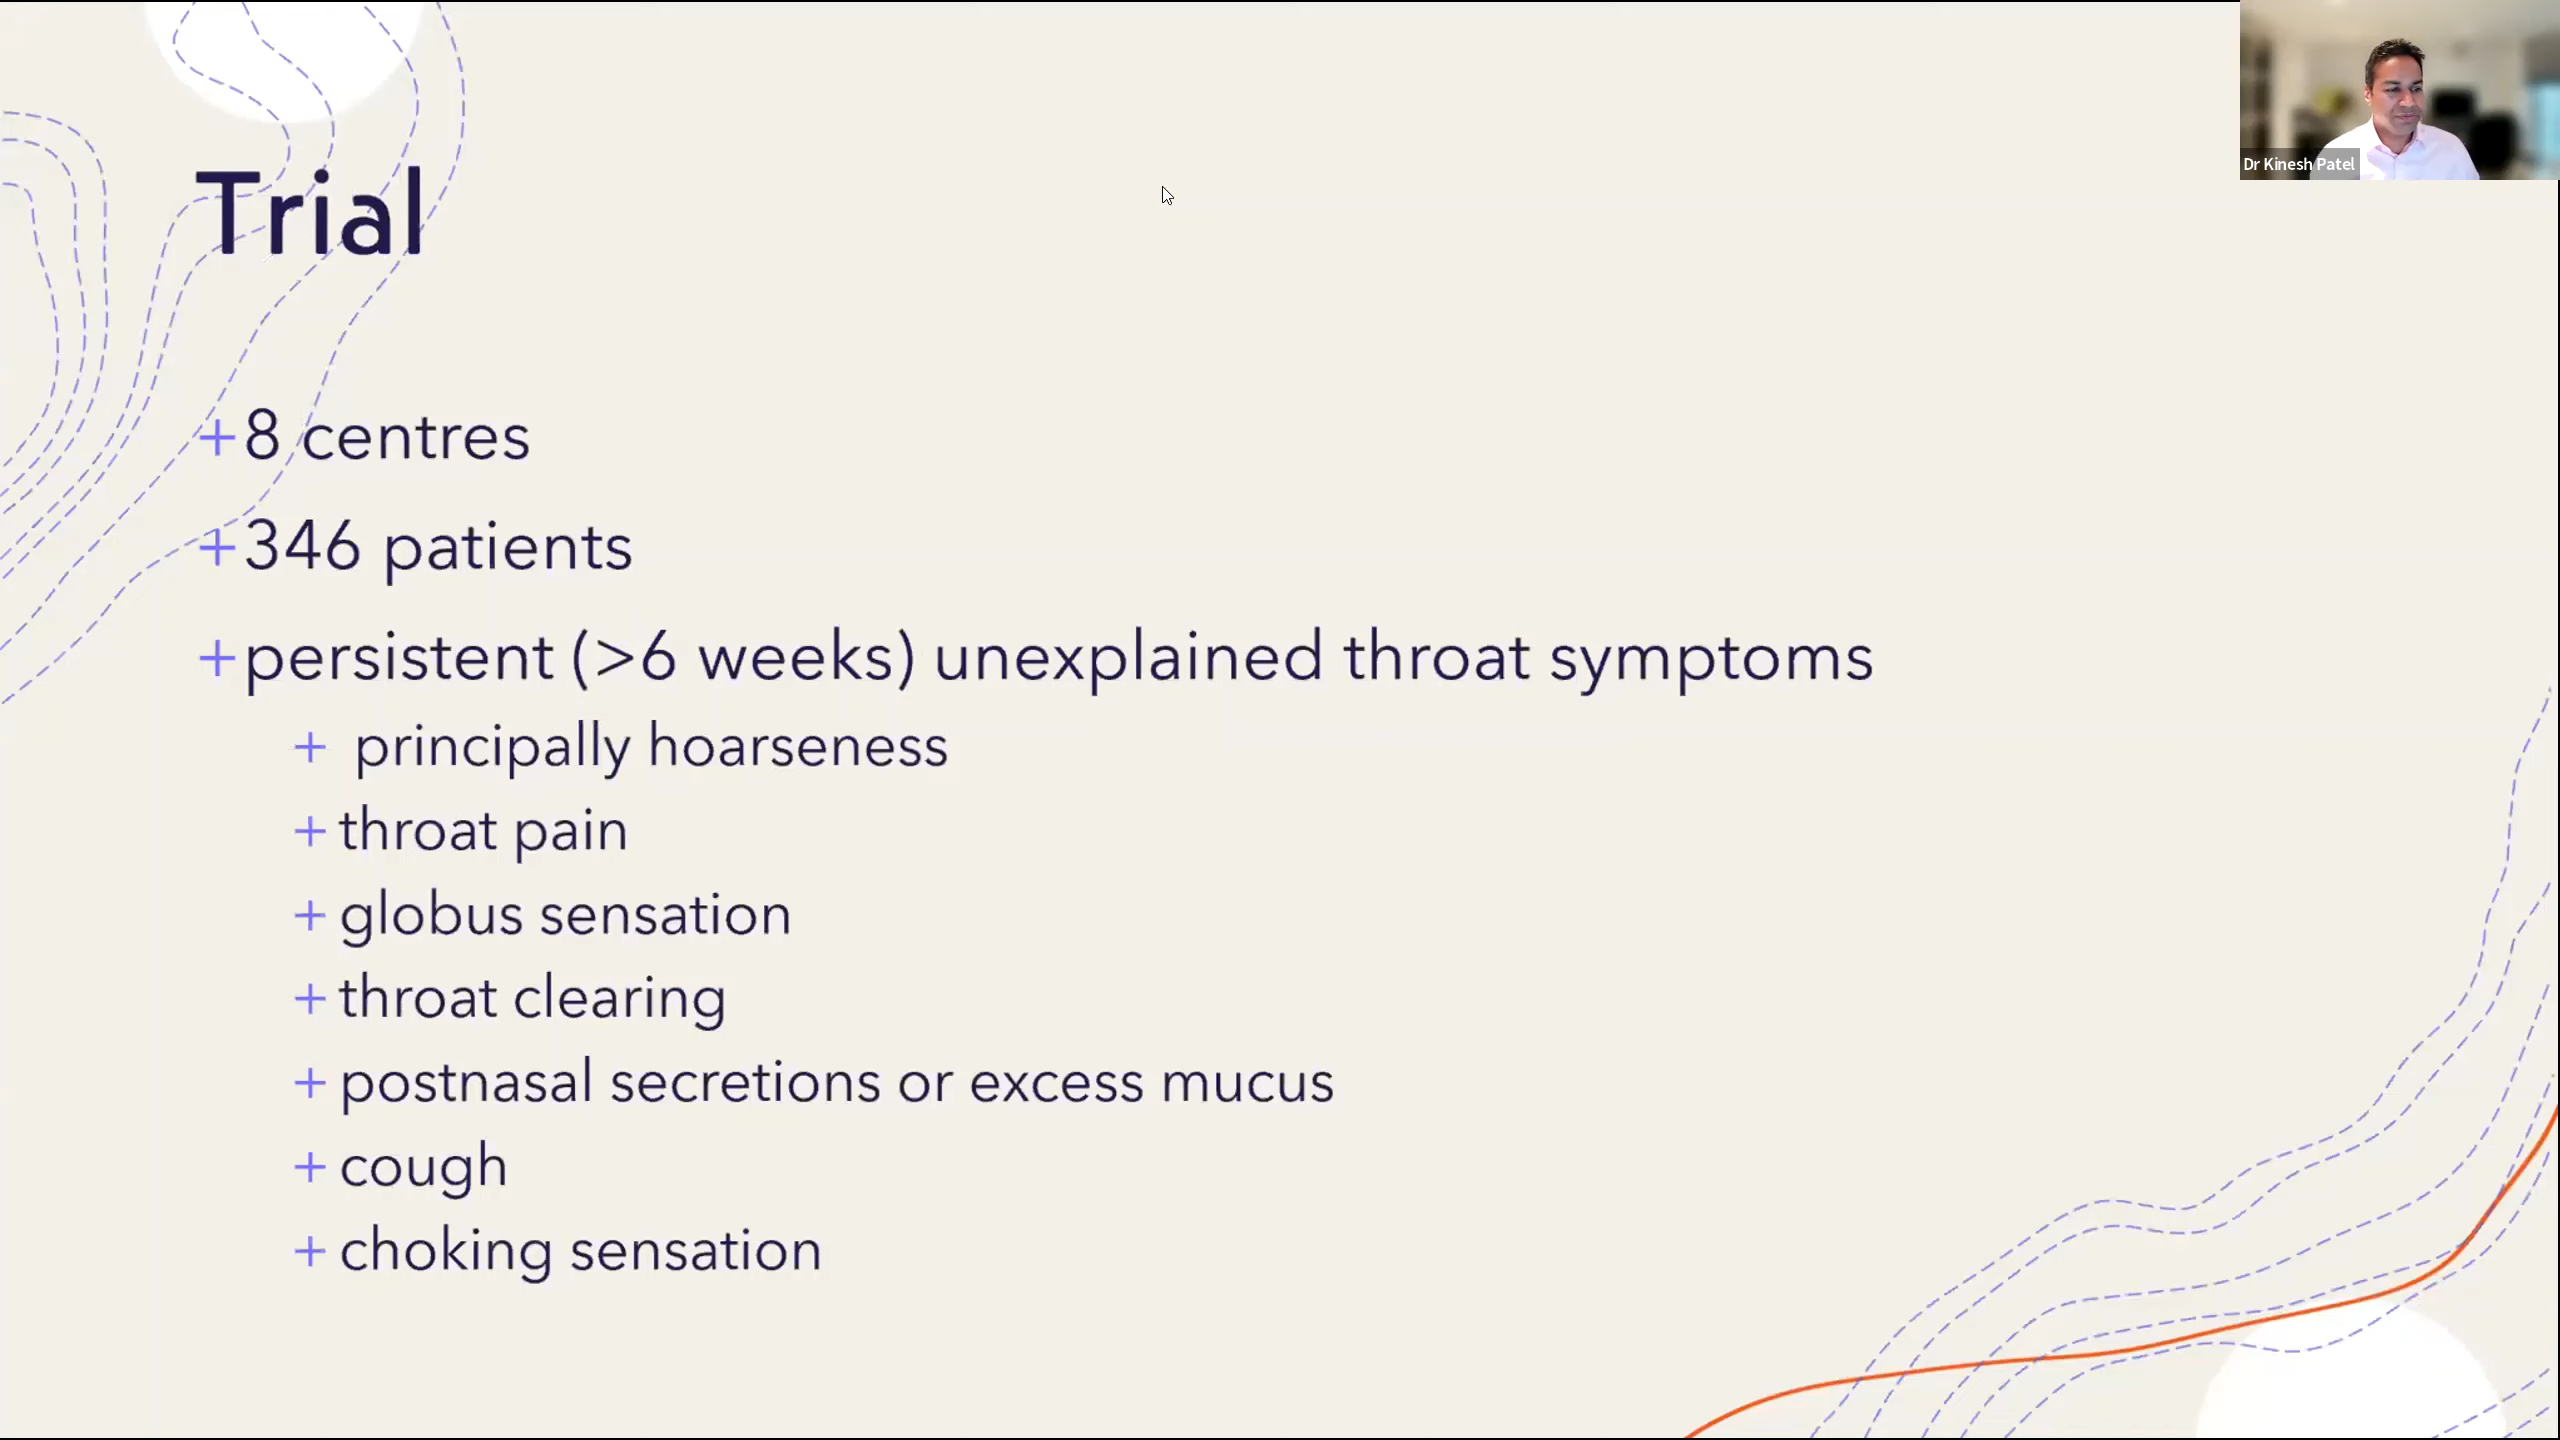 Dr Kinesh Patel
Trial
+8 centres
+346 patients
+persistent (>6 weeks) unexplained throat symptoms
+ principally hoarseness
+ throat pain
+ globus sensation
+ throat clearing
+ postnasal secretions or excess mucus
+ cough
+ choking sensation